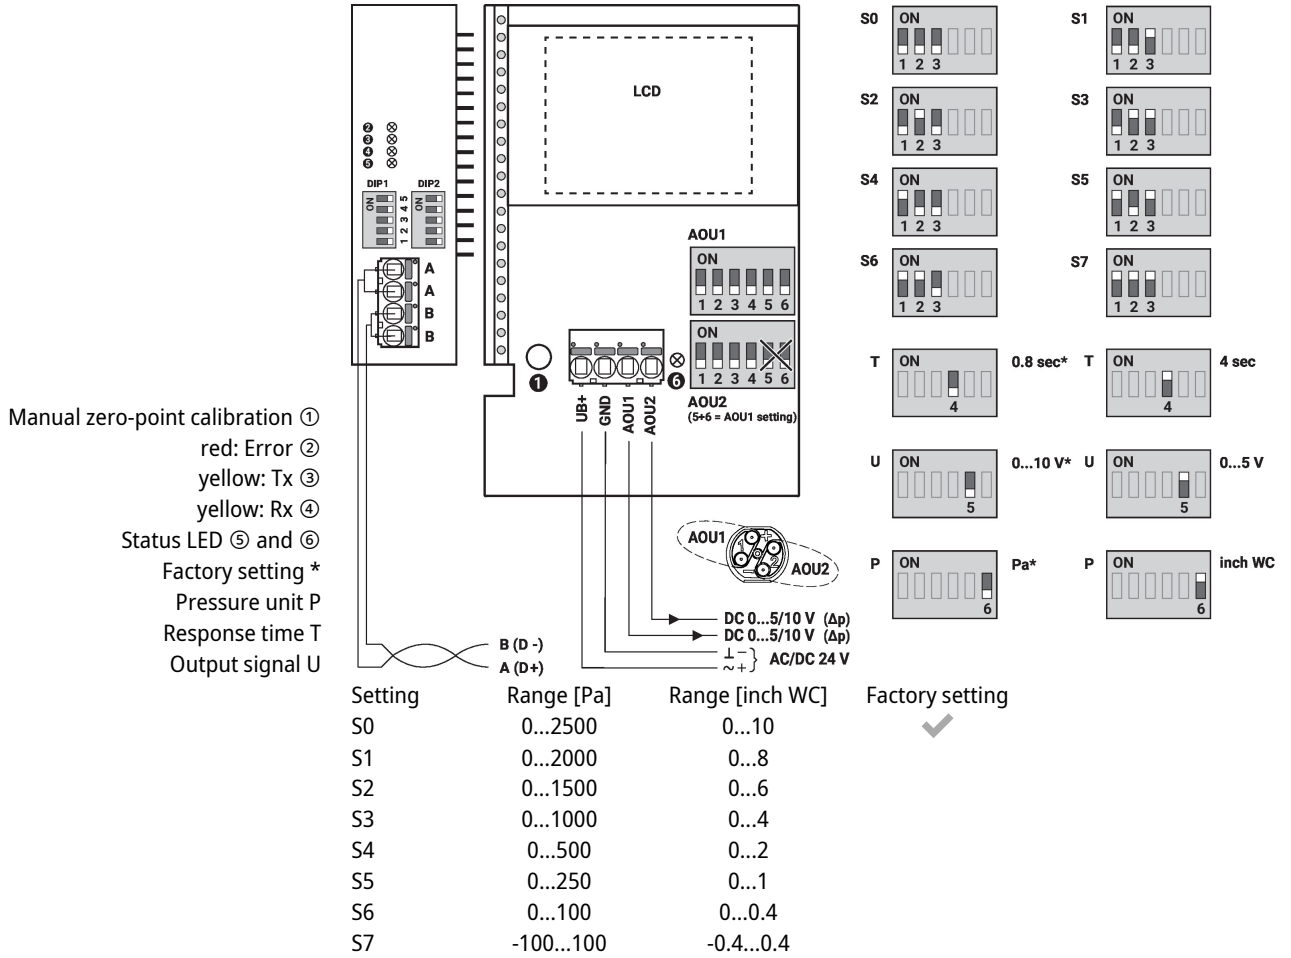 LCD
❷
❸
❹
❺
DIP1 DIP2
ON ON
1 2 3 4 5
A
A
B
B
AOU1
ON
1 2 3 4 5 6
ON
1 2 3 4 5 6
AOU2
(5+6 = AOU1 setting)
❶ ❻
UB+ GND AOU1 AOU2
AOU1 1 + 2 − AOU2
DC 0...5/10 V (Δp)
DC 0...5/10 V (Δp)
⊥ −
~ + } AC/DC 24 V
B (D -)
A (D+)
S0 ON 1 2 3
S1 ON 1 2 3
S2 ON 1 2 3
S3 ON 1 2 3
S4 ON 1 2 3
S5 ON 1 2 3
S6 ON 1 2 3
S7 ON 1 2 3
T ON 4 0.8 sec*
T ON 4 4 sec
U ON 5 0...10 V*
U ON 5 0...5 V
P ON 6 Pa*
P ON 6 inch WC
Manual zero-point calibration ①
red: Error ②
yellow: Tx ③
yellow: Rx ④
Status LED ⑤ and ⑥
Factory setting *
Pressure unit P
Response time T
Output signal U
Setting Range [Pa] Range [inch WC] Factory setting
S0 0...2500 0...10 ✔
S1 0...2000 0...8
S2 0...1500 0...6
S3 0...1000 0...4
S4 0...500 0...2
S5 0...250 0...1
S6 0...100 0...0.4
S7 -100...100 -0.4...0.4